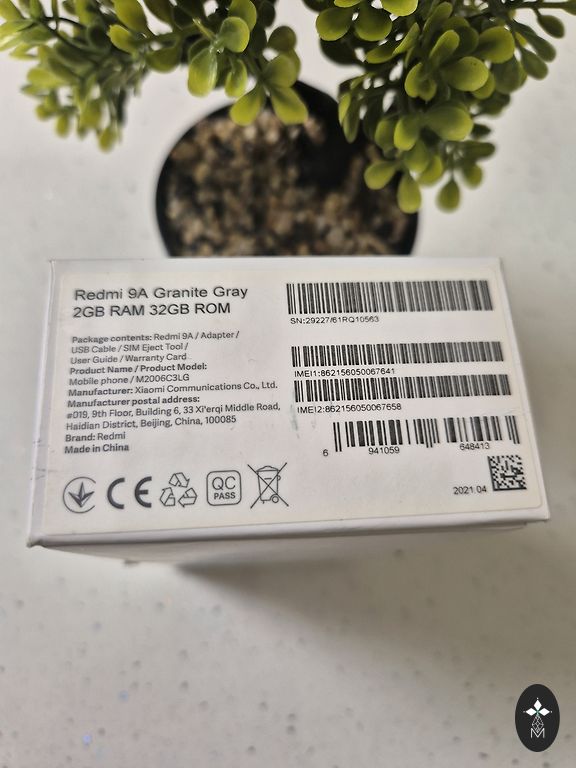 Redmi 9A Granite Gray
2GB RAM 32GB ROM
Package contents: Redmi 9A / Adapter /
USB Cable / SIM Eject Tool /
User Guide / Warranty Card
Product Name / Product Model:
Mobile phone / M2006C3LG
Manufacturer: Xiaomi Communications Co., Ltd.
Manufacturer postal address:
#019, 9th Floor, Building 6, 33 Xi'erqi Middle Road,
Haidian District, Beijing, China, 100085
Brand: Redmi
Made in China
CE
QC
PASS
SN:29227/61RQ10563
IMEI1:862156050067641
IMEI2:862156050067658
6 941059 648413
2021.04
M